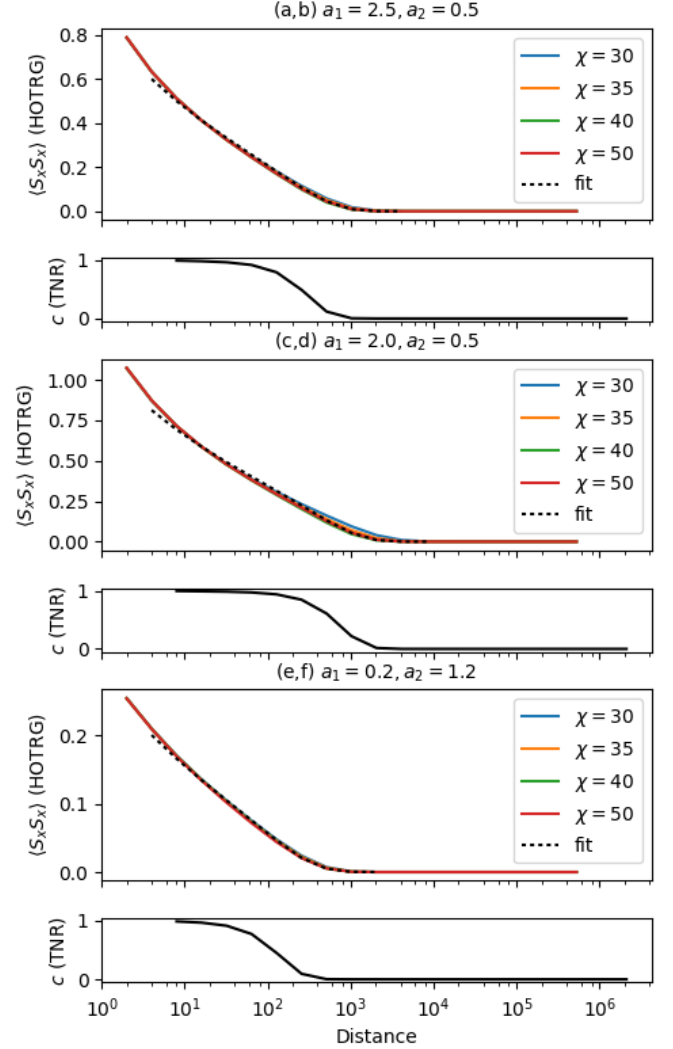 (a,b) a₁ = 2.5, a₂ = 0.5
⟨SₓSₓ⟩ (HOTRG)
0.8
0.6
0.4
0.2
0.0
χ = 30
χ = 35
χ = 40
χ = 50
fit
c (TNR)
1
0
(c,d) a₁ = 2.0, a₂ = 0.5
⟨SₓSₓ⟩ (HOTRG)
1.00
0.75
0.50
0.25
0.00
χ = 30
χ = 35
χ = 40
χ = 50
fit
c (TNR)
1
0
(e,f) a₁ = 0.2, a₂ = 1.2
⟨SₓSₓ⟩ (HOTRG)
0.2
0.1
0.0
χ = 30
χ = 35
χ = 40
χ = 50
fit
c (TNR)
1
0
10⁰ 10¹ 10² 10³ 10⁴ 10⁵ 10⁶
Distance